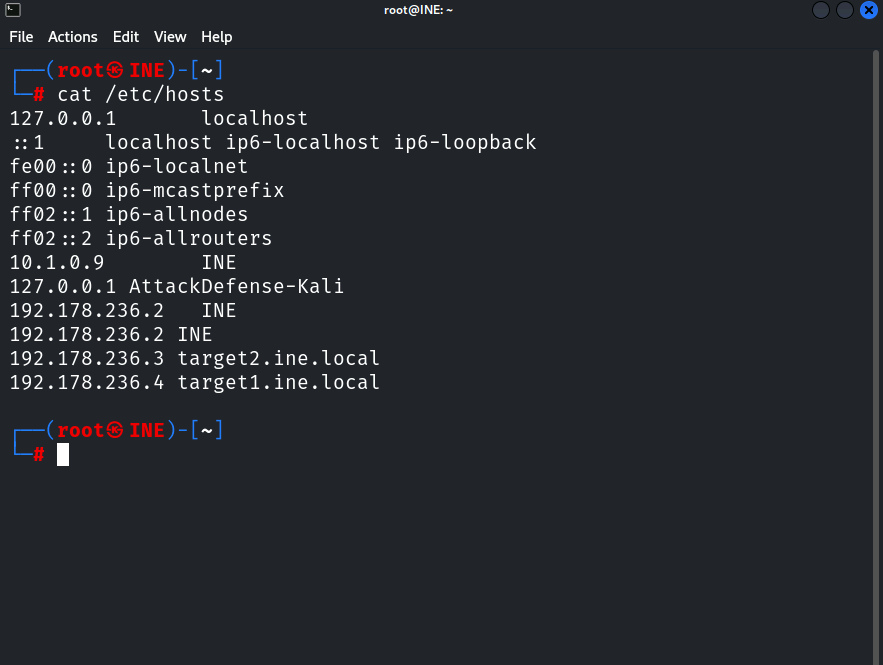 root@INE: ~
File Actions Edit View Help
┌──(root㉿INE)-[~]
└─# cat /etc/hosts
127.0.0.1       localhost
::1     localhost ip6-localhost ip6-loopback
fe00::0 ip6-localnet
ff00::0 ip6-mcastprefix
ff02::1 ip6-allnodes
ff02::2 ip6-allrouters
10.1.0.9        INE
127.0.0.1 AttackDefense-Kali
192.178.236.2   INE
192.178.236.2 INE
192.178.236.3 target2.ine.local
192.178.236.4 target1.ine.local
┌──(root㉿INE)-[~]
└─#